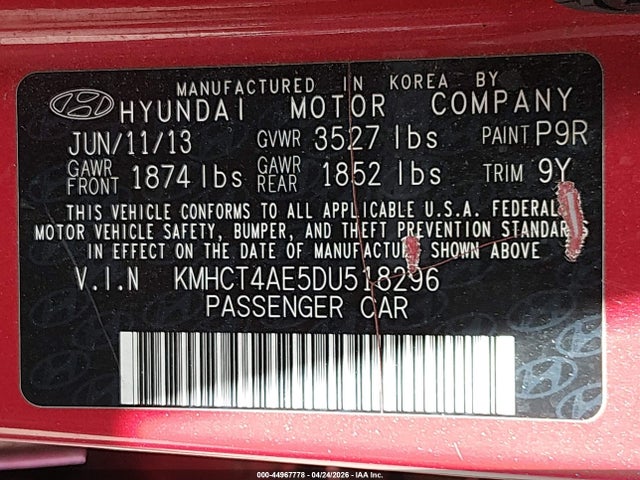 MANUFACTURED IN KOREA BY
HYUNDAI MOTOR COMPANY
JUN/11/13 GVWR 3527 lbs PAINT P9R
GAWR FRONT 1874 lbs GAWR REAR 1852 lbs TRIM 9Y
THIS VEHICLE CONFORMS TO ALL APPLICABLE U.S.A. FEDERAL
MOTOR VEHICLE SAFETY, BUMPER, AND THEFT PREVENTION STANDARDS
IN EFFECT ON THE DATE OF MANUFACTURE SHOWN ABOVE
V.I.N KMHCT4AE5DU518296
PASSENGER CAR
000-44967778 - 04/24/2026 - IAA Inc.